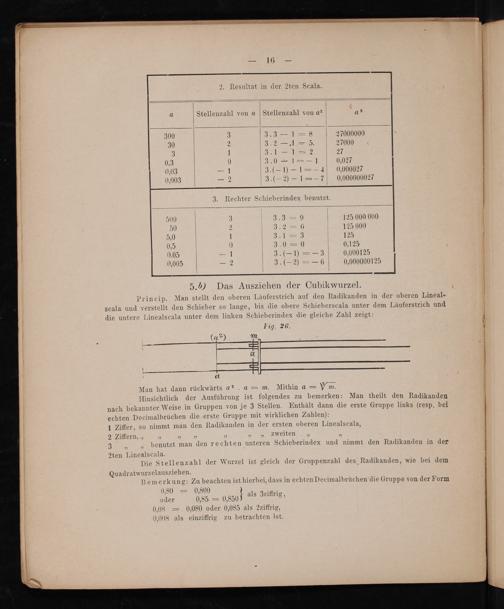 — 16 —
2. Resultat in der 2ten Scala.
a Stellenzahl von a Stellenzahl von a³ a³
300 3 3 . 3 — 1 = 8 27000000
30 2 3 . 2 — 1 = 5. 27000
3 1 3 . 1 — 1 = 2 27
0,3 0 3 . 0 — 1 = — 1 0,027
0,03 — 1 3.(— 1) — 1 = — 4 0,000027
0,003 — 2 3.(— 2) — 1 = — 7 0,000000027
3. Rechter Schieberindex benutzt.
500 3 3 . 3 = 9 125 000 000
50 2 3 . 2 = 6 125 000
5,0 1 3 . 1 = 3 125
0,5 0 3 . 0 = 0 0,125
0,05 — 1 3 . (— 1) = — 3 0,000125
0,005 — 2 3 . (— 2) = — 6 0,000000125
5.b) Das Ausziehen der Cubikwurzel.
Princip. Man stellt den oberen Läuferstrich auf den Radikanden in der oberen Lineal-
scala und verstellt den Schieber so lange, bis die obere Schieberscala unter dem Läuferstrich und
die untere Linealscala unter dem linken Schieberindex die gleiche Zahl zeigt:
Fig. 26.
(a²) m
a
a
Man hat dann rückwärts a² . a = m. Mithin a = ∛m.
Hinsichtlich der Ausführung ist folgendes zu bemerken: Man theilt den Radikanden
nach bekannter Weise in Gruppen von je 3 Stellen. Enthält dann die erste Gruppe links (resp. bei
echten Decimalbrüchen die erste Gruppe mit wirklichen Zahlen):
1 Ziffer, so nimmt man den Radikanden in der ersten oberen Linealscala,
2 Ziffern, „ „ „ „ „ „ „ zweiten „ „
3 „ „ benutzt man den rechten unteren Schieberindex und nimmt den Radikanden in der
2ten Linealscala.
Die Stellenzahl der Wurzel ist gleich der Gruppenzahl des Radikanden, wie bei dem
Quadratwurzelausziehen.
Bemerkung: Zu beachten ist hierbei, dass in echten Decimalbrüchen die Gruppe von der Form
0,80 = 0,800
oder 0,85 = 0,850 } als 3ziffrig,
0,08 = 0,080 oder 0,085 als 2ziffrig,
0,008 als einziffrig zu betrachten ist.